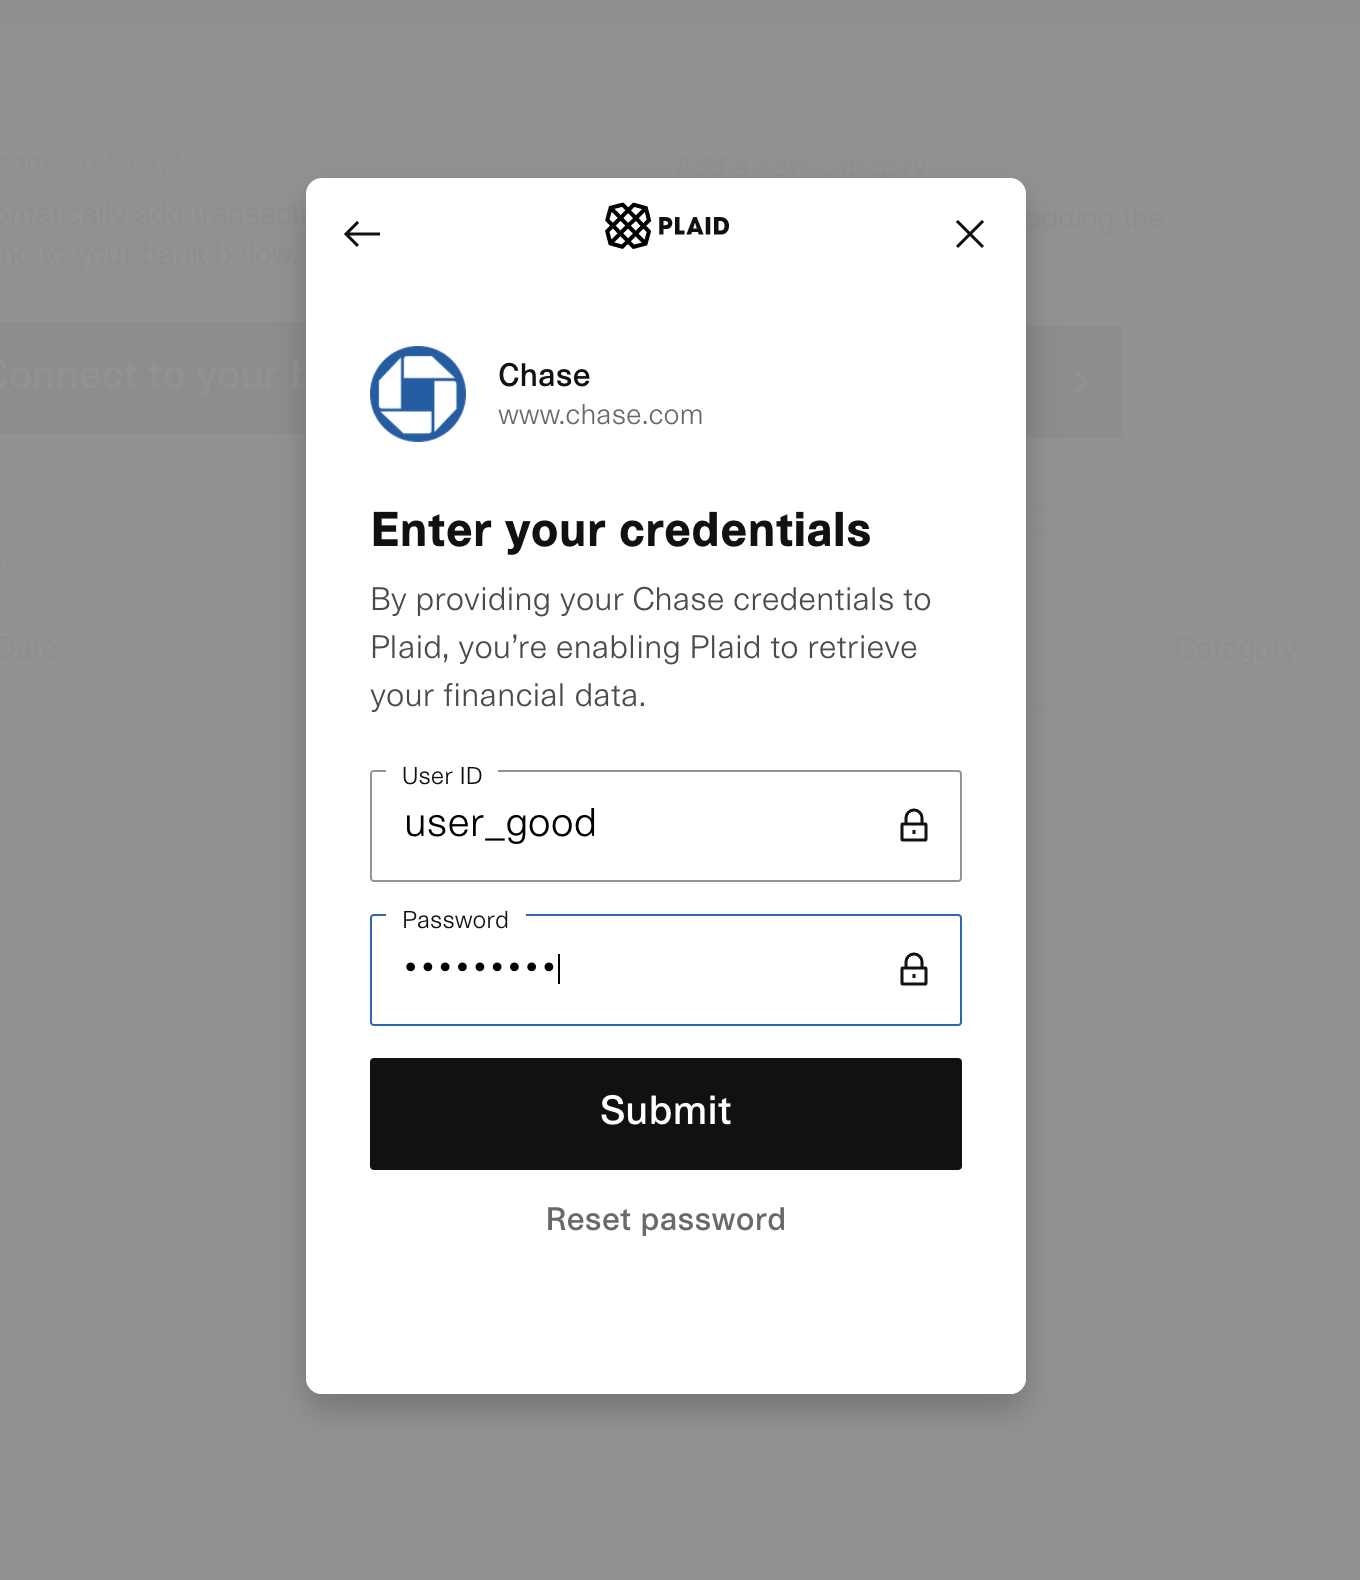 come to Misty!
Add a new category
omatically add transacti
adding the
ng to your bank below.
PLAID
Connect to your b
Chase
www.chase.com
Enter your credentials
By providing your Chase credentials to
Plaid, you’re enabling Plaid to retrieve
your financial data.
Date ↓
Category
User ID
user_good
Password
•••••••••
Submit
Reset password